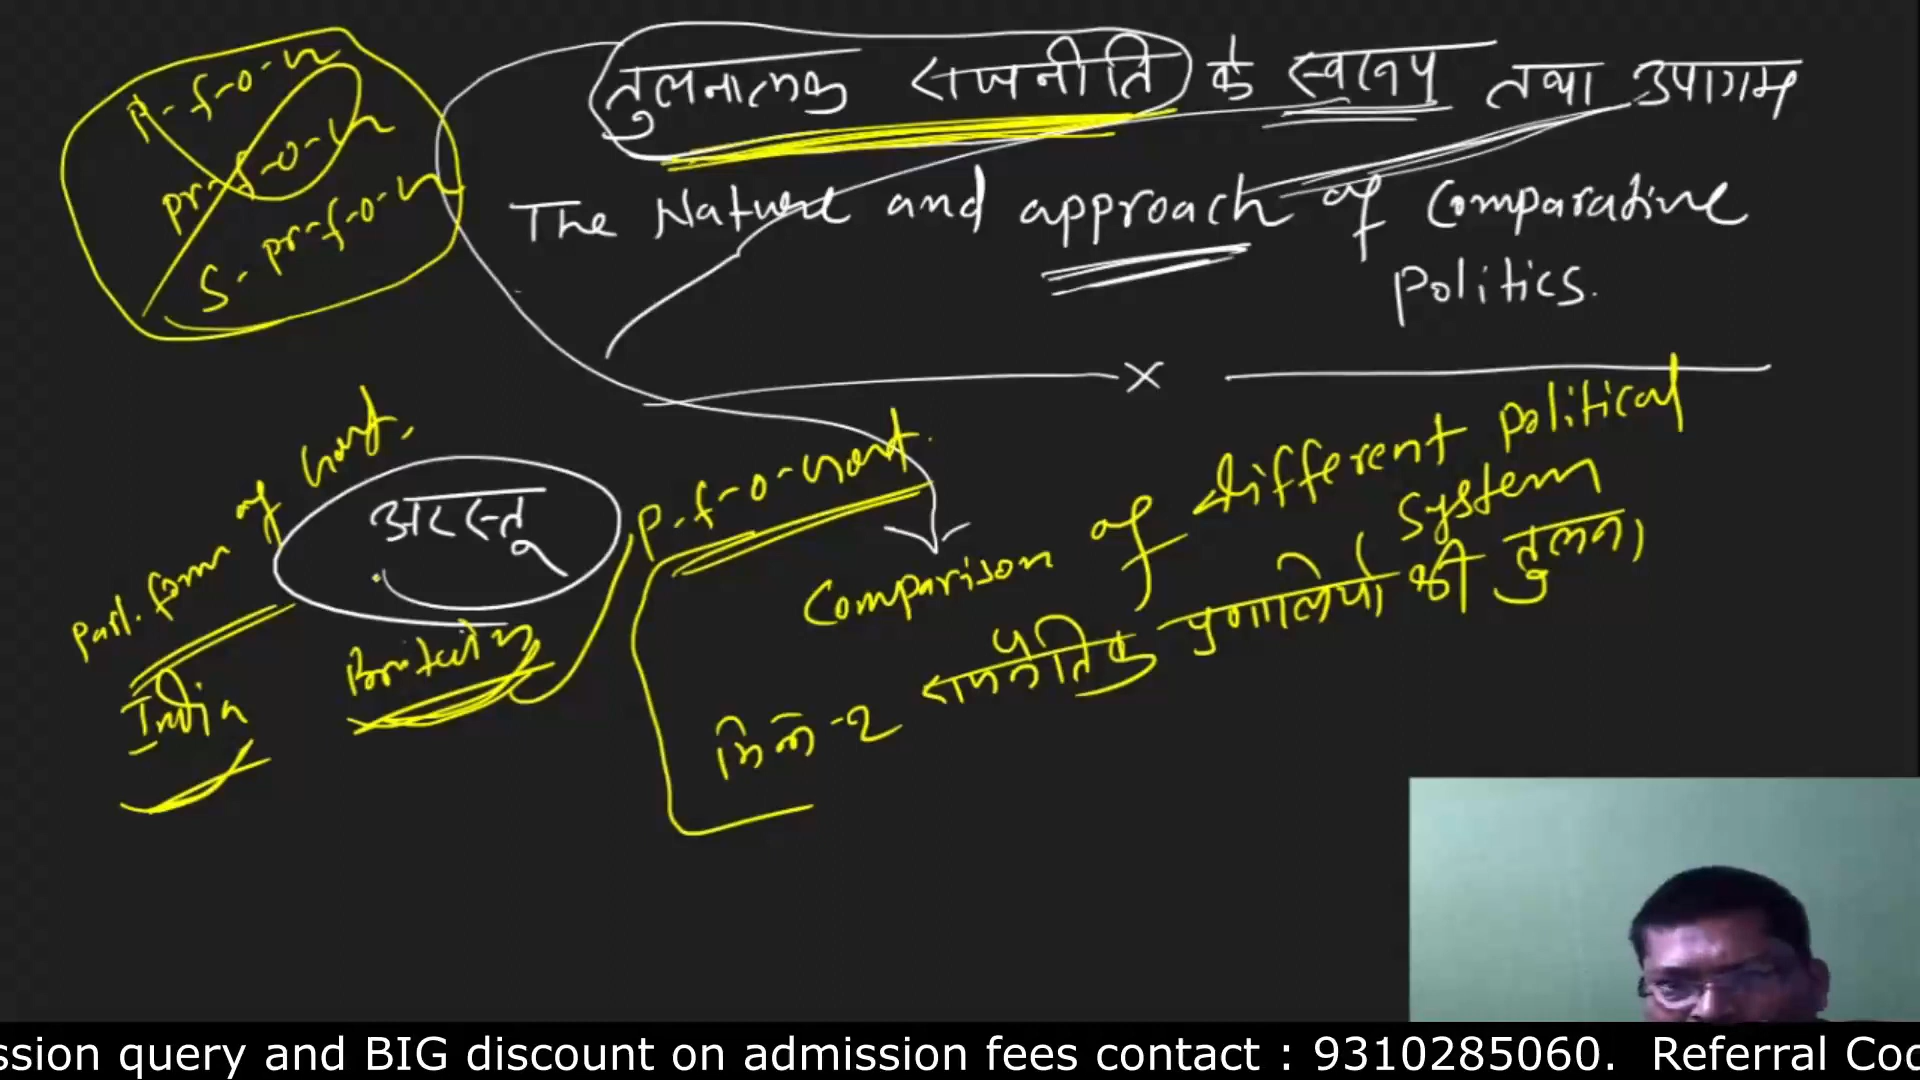 तुलनात्मक राजनीति के स्वरूप तथा उपागम
The Nature and approach of Comparative
Politics.
P-f-o-n
pr-f-o-n
S-pr-f-o-n
x
Parl. form of Govt.
अरस्तू
P-f-o-Govt.
India
Britain
Comparison of different political
System
भिन्न-2 राजनैतिक प्रणालियों की तुलना
ssion query and BIG discount on admission fees contact : 9310285060. Referral Coo